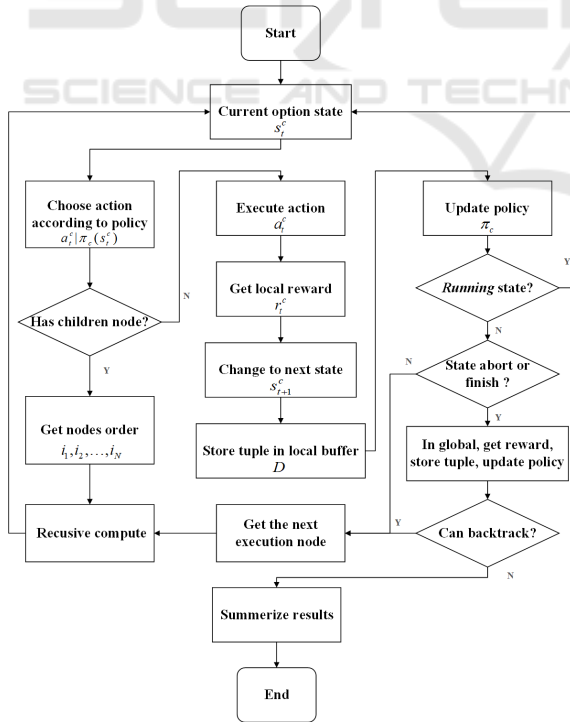 Start
SCIENCE AND TECHN
Current option state
s_t^c
Choose action
according to policy
a_t^c|π_c(s_t^c)
Has children node?
N
Y
Get nodes order
i_1,i_2,…,i_N
Recusive compute
Execute action
a_t^c
Get local reward
r_t^c
Change to next state
s_{t+1}^c
Store tuple in local buffer
D
Update policy
π_c
Running state?
Y
N
State abort or
finish ?
N
Y
In global, get reward,
store tuple, update policy
Can backtrack?
Y
N
Get the next
execution node
Summerize results
End